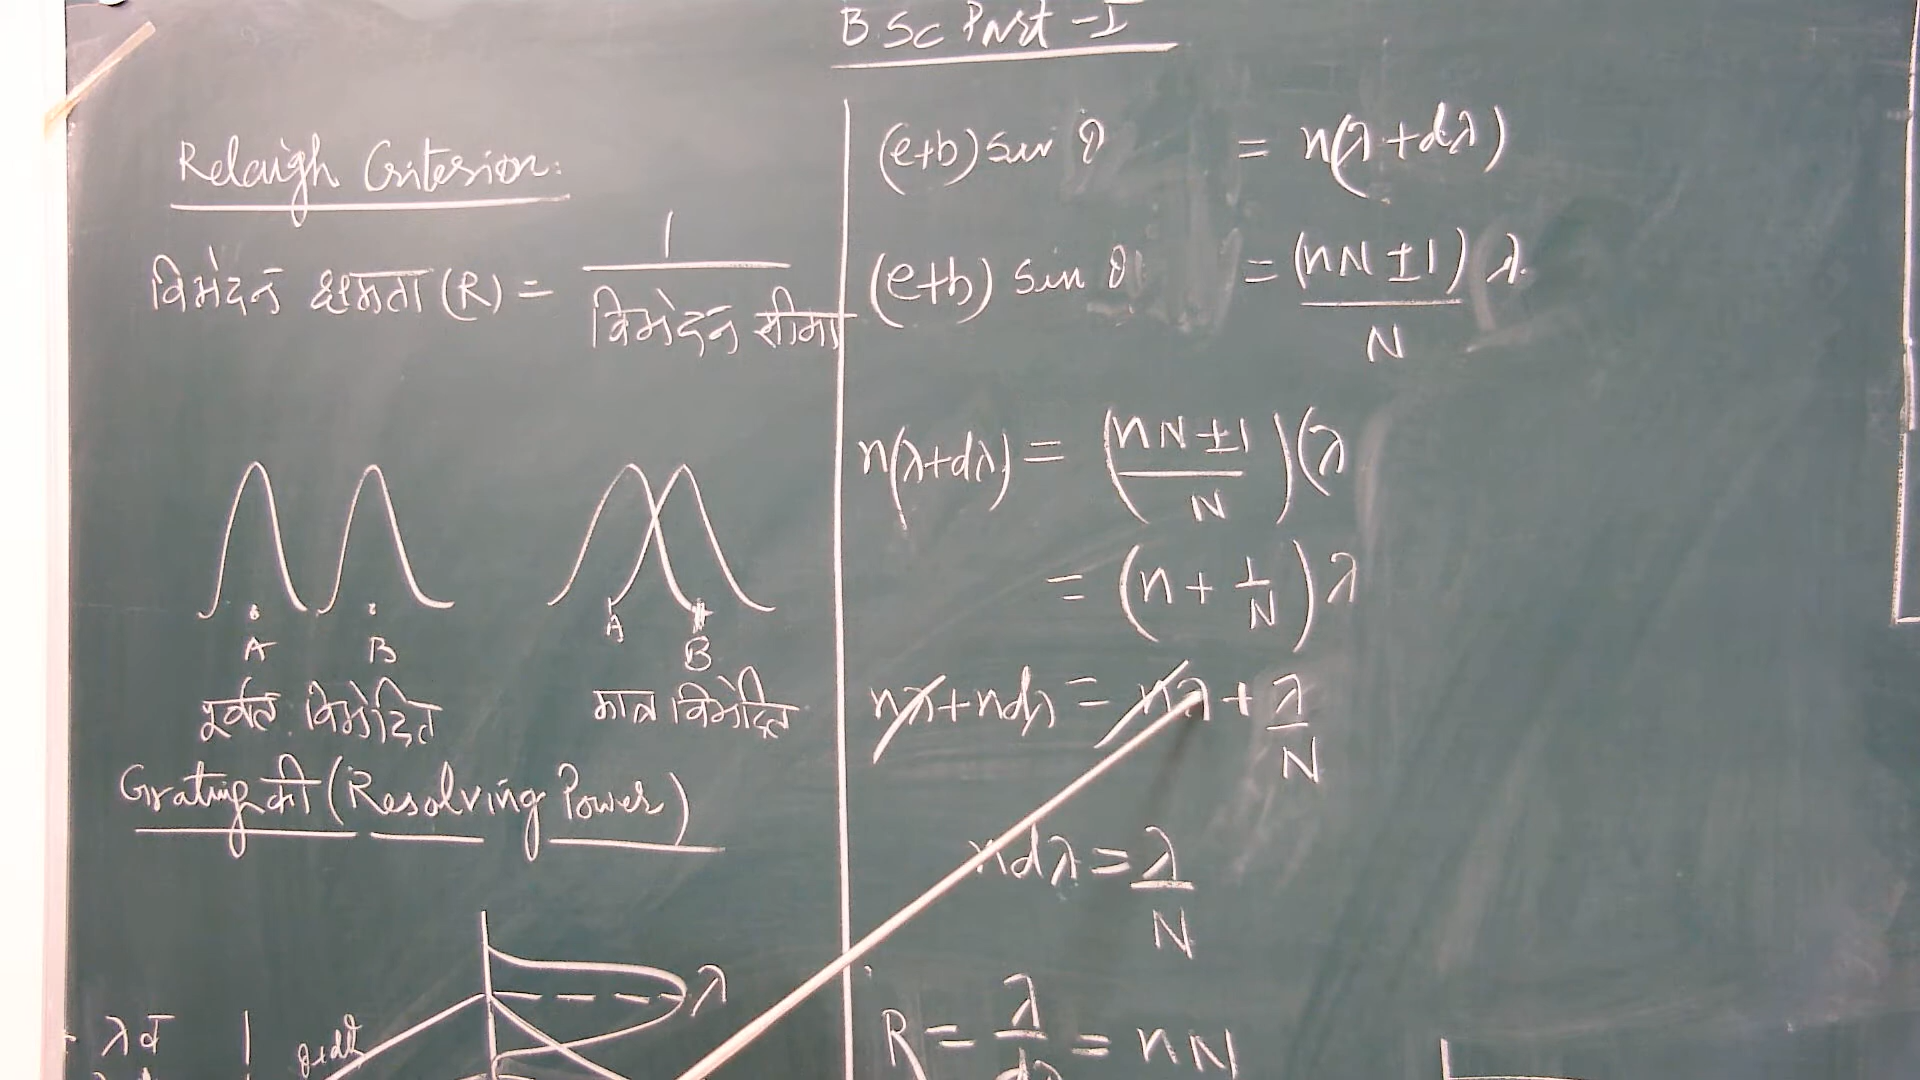 B.Sc Part - I
Relaigh Criterion:
विभेदन क्षमता (R) = 1 / विभेदन सीमा
A B A B
पूर्णतः विभेदित मात्र विभेदित
Grating की (Resolving Power)
λ
λ व
θ+dθ
(e+b) sin θ = n(λ+dλ)
(e+b) sin θ = (nN ± 1) λ / N
n(λ+dλ) = (nN ± 1 / N)(λ
= (n + 1/N) λ
nλ + ndλ = nλ + λ/N
ndλ = λ/N
R = λ/dλ = nN